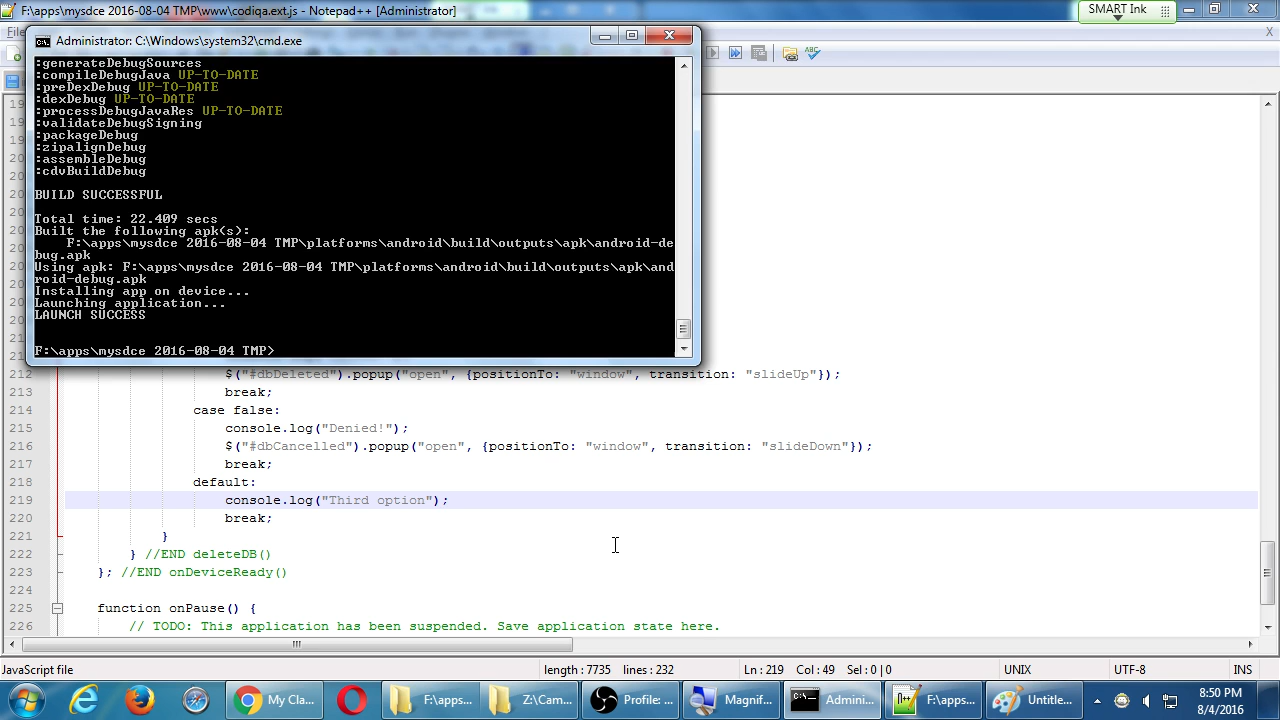 F:\apps\mysdce 2016-08-04 TMP\www\codiqa.ext.js - Notepad++ [Administrator]
SMART Ink
Administrator: C:\Windows\system32\cmd.exe
X
:generateDebugSources
:compileDebugJava UP-TO-DATE
:preDexDebug UP-TO-DATE
:dexDebug UP-TO-DATE
:processDebugJavaRes UP-TO-DATE
:validateDebugSigning
:packageDebug
:zipalignDebug
:assembleDebug
:cdvBuildDebug
BUILD SUCCESSFUL
Total time: 22.409 secs
Built the following apk(s):
F:\apps\mysdce 2016-08-04 TMP\platforms\android\build\outputs\apk\android-de
bug.apk
Using apk: F:\apps\mysdce 2016-08-04 TMP\platforms\android\build\outputs\apk\and
roid-debug.apk
Installing app on device...
Launching application...
LAUNCH SUCCESS
F:\apps\mysdce 2016-08-04 TMP>
212 $("#dbDeleted").popup("open", {positionTo: "window", transition: "slideUp"});
213 break;
214 case false:
215 console.log("Denied!");
216 $("#dbCancelled").popup("open", {positionTo: "window", transition: "slideDown"});
217 break;
218 default:
219 console.log("Third option");
220 break;
221 }
222 } //END deleteDB()
223 }; //END onDeviceReady()
224
225 function onPause() {
226 // TODO: This application has been suspended. Save application state here.
JavaScript file length : 7735 lines : 232 Ln : 219 Col : 49 Sel : 0 | 0 UNIX UTF-8 INS
My Cla... F:\apps... Z:\Cam... Profile: ... Magnif... Admini... F:\apps... Untitle... 8:50 PM
8/4/2016